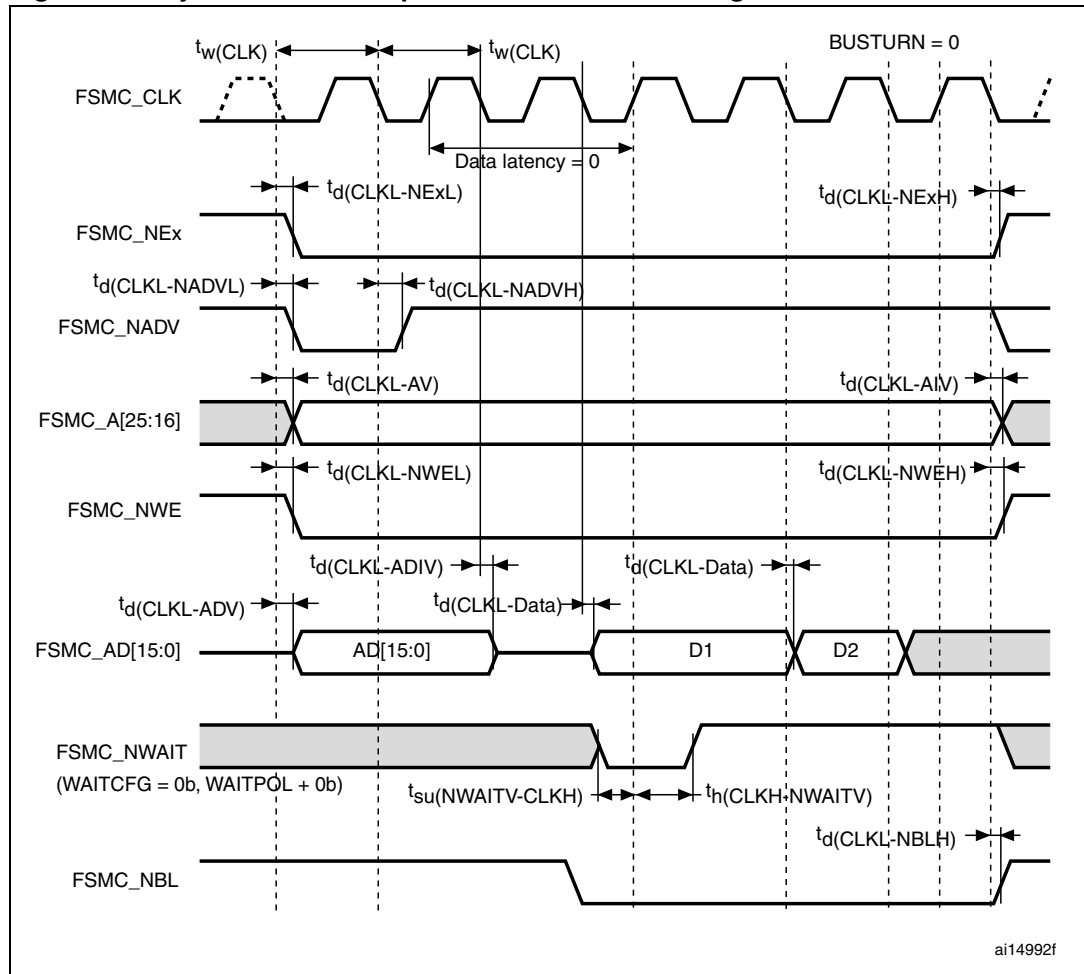 BUSTURN = 0
tw(CLK) tw(CLK)
FSMC_CLK
Data latency = 0
td(CLKL-NExL) td(CLKL-NExH)
FSMC_NEx
td(CLKL-NADVL) td(CLKL-NADVH)
FSMC_NADV
td(CLKL-AV) td(CLKL-AIV)
FSMC_A[25:16]
td(CLKL-NWEL) td(CLKL-NWEH)
FSMC_NWE
td(CLKL-ADIV) td(CLKL-Data)
td(CLKL-ADV) td(CLKL-Data)
FSMC_AD[15:0] AD[15:0] D1 D2
FSMC_NWAIT
(WAITCFG = 0b, WAITPOL + 0b)
tsu(NWAITV-CLKH) th(CLKH-NWAITV)
td(CLKL-NBLH)
FSMC_NBL
ai14992f